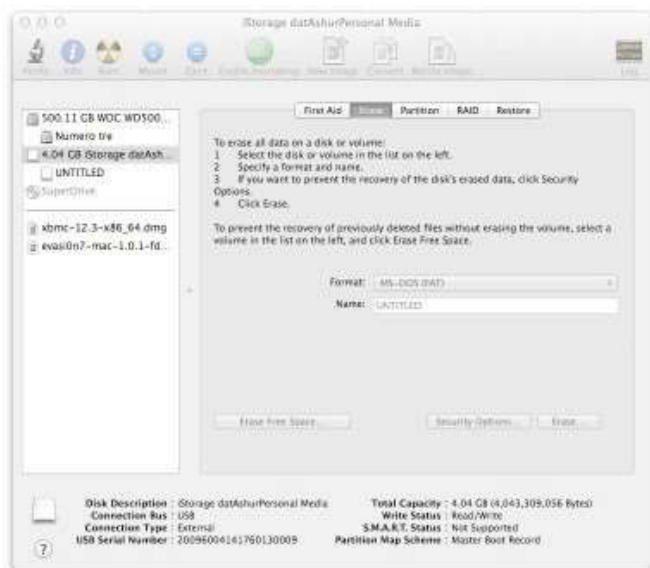 iStorage datAshurPersonal Media
Verify Info Burn Mount Eject Enable Journaling New Image Convert Resize Image Log
First Aid Erase Partition RAID Restore
500.11 GB WDC WD500...
Numero tre
4.04 GB iStorage datAsh...
UNTITLED
SuperDrive
xbmc-12.3-x86_64.dmg
evasi0n7-mac-1.0.1-fd...
To erase all data on a disk or volume:
1 Select the disk or volume in the list on the left.
2 Specify a format and name.
3 If you want to prevent the recovery of the disk's erased data, click Security
Options.
4 Click Erase.
To prevent the recovery of previously deleted files without erasing the volume, select a
volume in the list on the left, and click Erase Free Space.
Format: MS-DOS (FAT)
Name: UNTITLED
Erase Free Space... Security Options... Erase...
Disk Description : iStorage datAshurPersonal Media
Connection Bus : USB
Connection Type : External
USB Serial Number : 20096004141760130009
Total Capacity : 4.04 GB (4,043,309,056 Bytes)
Write Status : Read/Write
S.M.A.R.T. Status : Not Supported
Partition Map Scheme : Master Boot Record
?